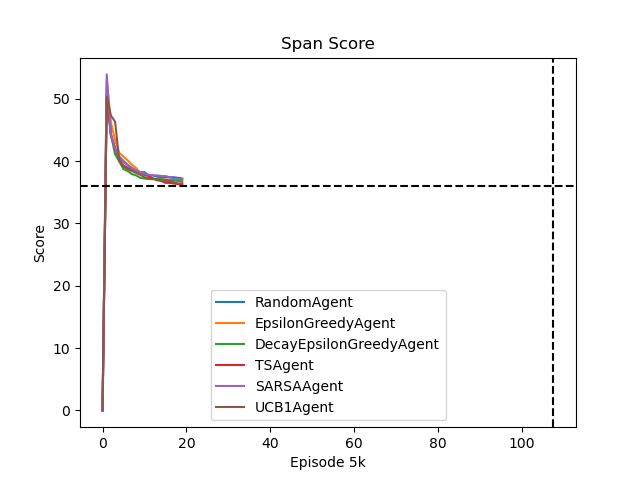 Span Score
50
40
30
20
10
0
Score
RandomAgent
EpsilonGreedyAgent
DecayEpsilonGreedyAgent
TSAgent
SARSAAgent
UCB1Agent
0 20 40 60 80 100
Episode 5k